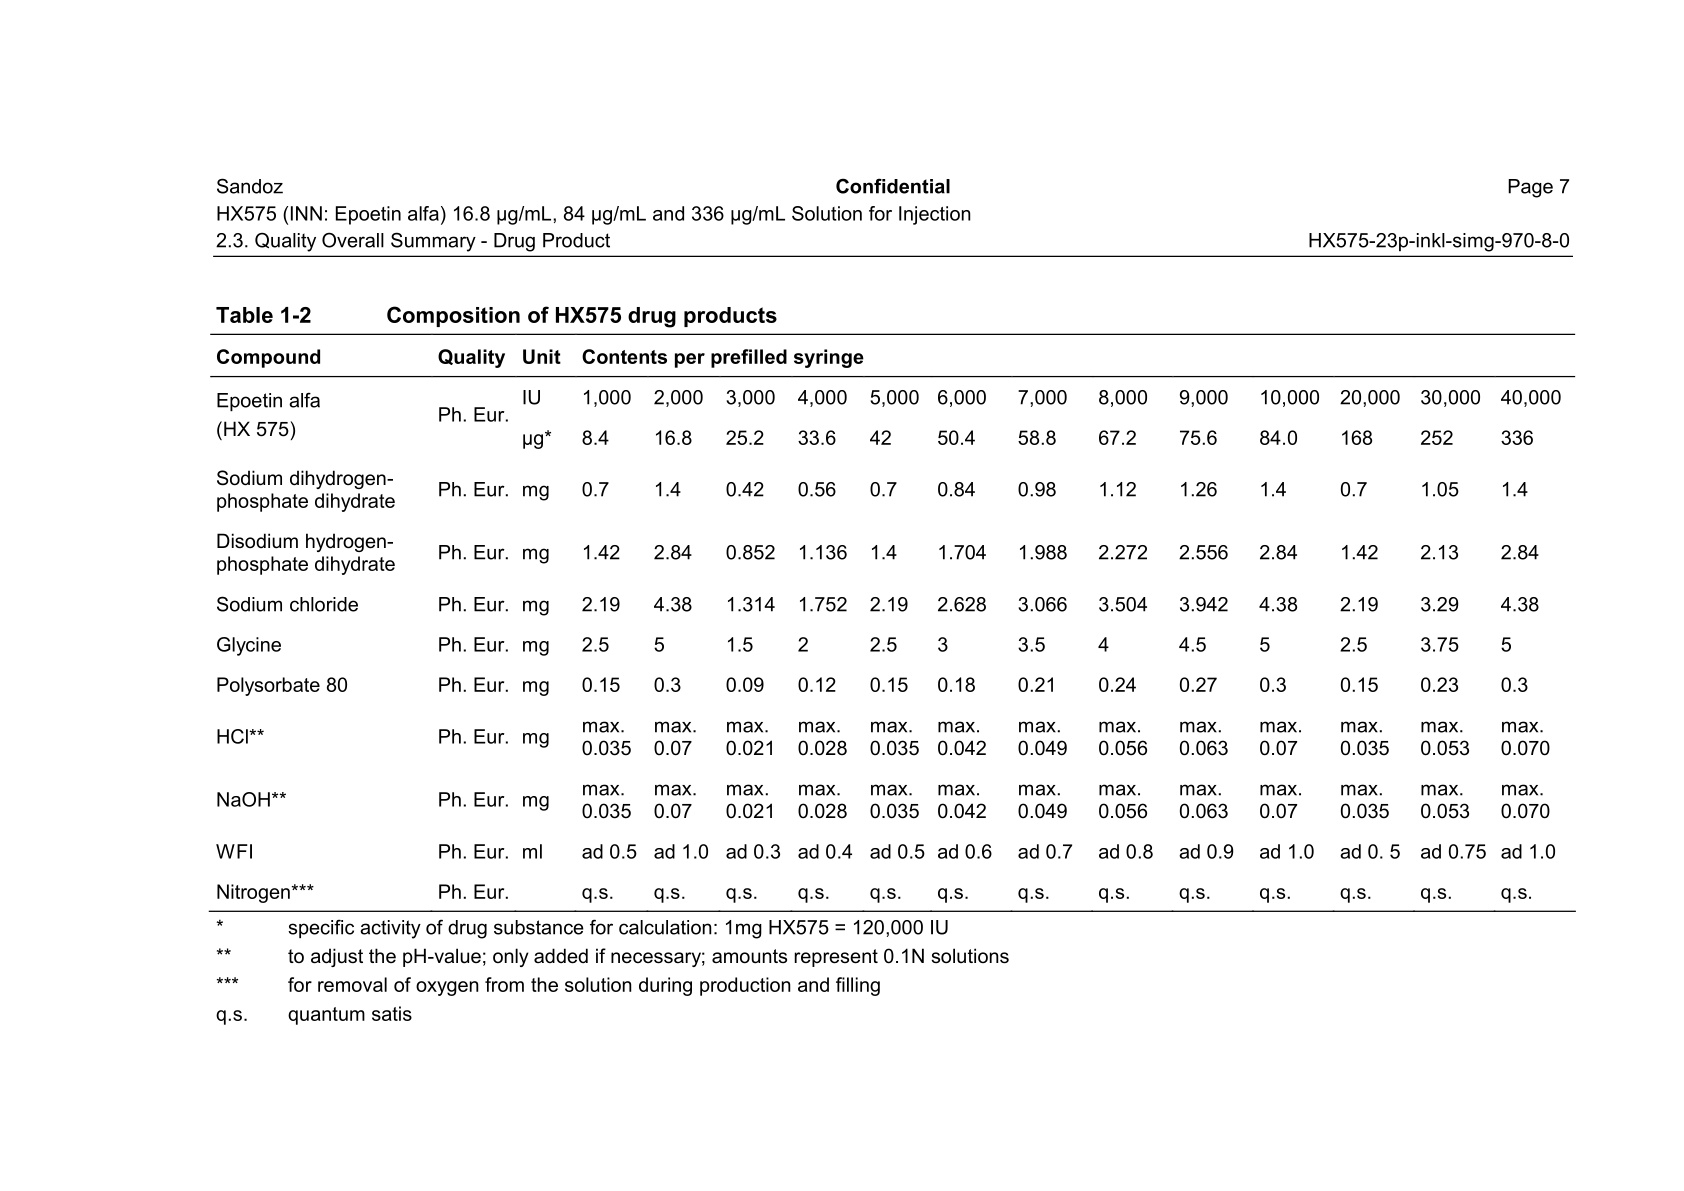 Sandoz Confidential Page 7
HX575 (INN: Epoetin alfa) 16.8 µg/mL, 84 µg/mL and 336 µg/mL Solution for Injection
2.3. Quality Overall Summary - Drug Product HX575-23p-inkl-simg-970-8-0
Table 1-2 Composition of HX575 drug products
Compound Quality Unit Contents per prefilled syringe
Epoetin alfa
(HX 575) Ph. Eur. IU 1,000 2,000 3,000 4,000 5,000 6,000 7,000 8,000 9,000 10,000 20,000 30,000 40,000
µg* 8.4 16.8 25.2 33.6 42 50.4 58.8 67.2 75.6 84.0 168 252 336
Sodium dihydrogen-
phosphate dihydrate Ph. Eur. mg 0.7 1.4 0.42 0.56 0.7 0.84 0.98 1.12 1.26 1.4 0.7 1.05 1.4
Disodium hydrogen-
phosphate dihydrate Ph. Eur. mg 1.42 2.84 0.852 1.136 1.4 1.704 1.988 2.272 2.556 2.84 1.42 2.13 2.84
Sodium chloride Ph. Eur. mg 2.19 4.38 1.314 1.752 2.19 2.628 3.066 3.504 3.942 4.38 2.19 3.29 4.38
Glycine Ph. Eur. mg 2.5 5 1.5 2 2.5 3 3.5 4 4.5 5 2.5 3.75 5
Polysorbate 80 Ph. Eur. mg 0.15 0.3 0.09 0.12 0.15 0.18 0.21 0.24 0.27 0.3 0.15 0.23 0.3
HCl** Ph. Eur. mg max. max. max. max. max. max. max. max. max. max. max. max. max.
0.035 0.07 0.021 0.028 0.035 0.042 0.049 0.056 0.063 0.07 0.035 0.053 0.070
NaOH** Ph. Eur. mg max. max. max. max. max. max. max. max. max. max. max. max. max.
0.035 0.07 0.021 0.028 0.035 0.042 0.049 0.056 0.063 0.07 0.035 0.053 0.070
WFI Ph. Eur. ml ad 0.5 ad 1.0 ad 0.3 ad 0.4 ad 0.5 ad 0.6 ad 0.7 ad 0.8 ad 0.9 ad 1.0 ad 0. 5 ad 0.75 ad 1.0
Nitrogen*** Ph. Eur. q.s. q.s. q.s. q.s. q.s. q.s. q.s. q.s. q.s. q.s. q.s. q.s. q.s.
* specific activity of drug substance for calculation: 1mg HX575 = 120,000 IU
** to adjust the pH-value; only added if necessary; amounts represent 0.1N solutions
*** for removal of oxygen from the solution during production and filling
q.s. quantum satis